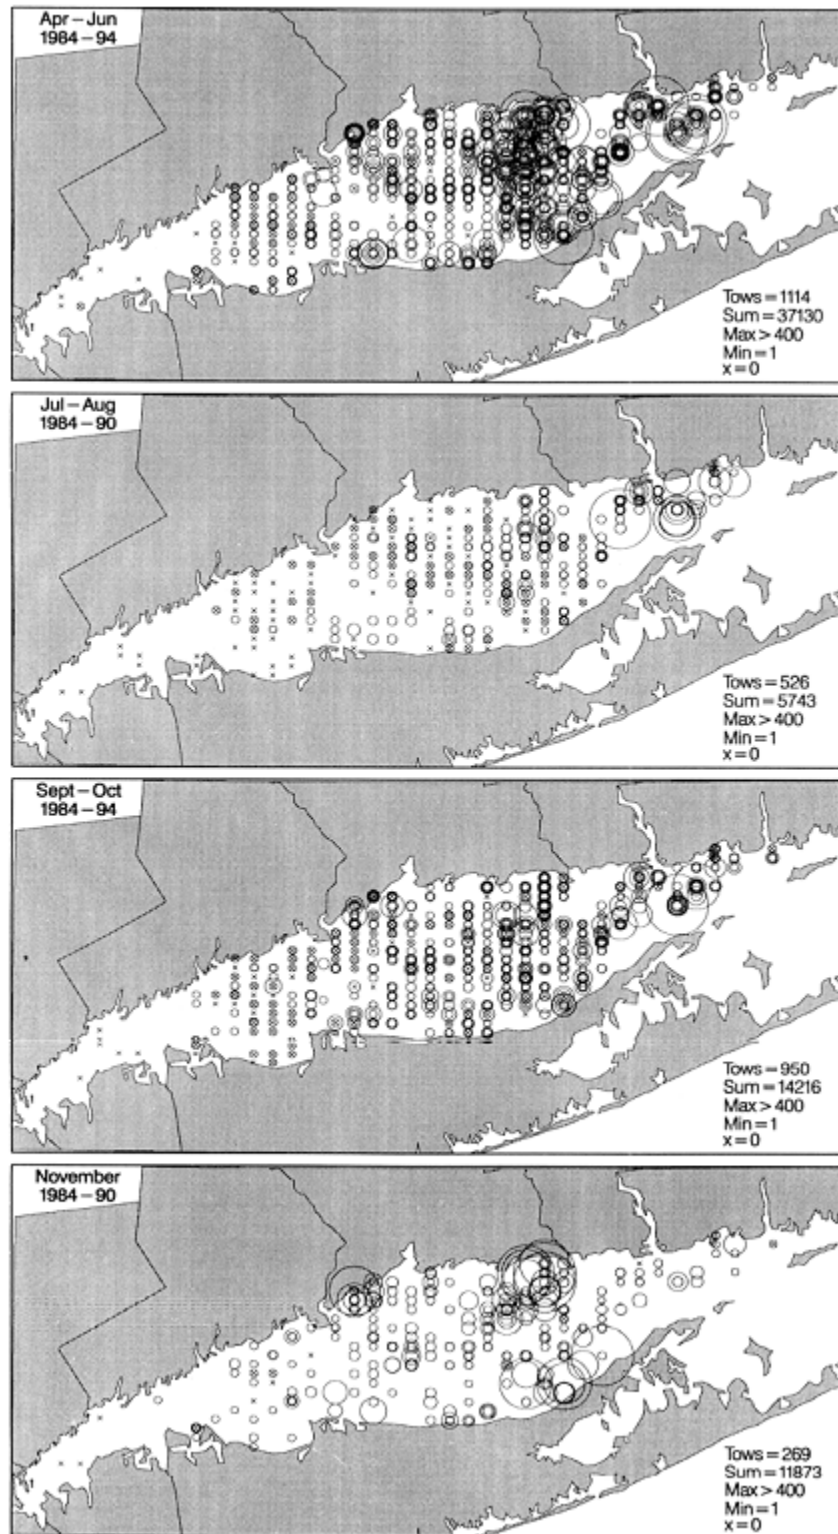 Apr – Jun
1984 – 94
Tows = 1114
Sum = 37130
Max > 400
Min = 1
x = 0
Jul – Aug
1984 – 90
Tows = 526
Sum = 5743
Max > 400
Min = 1
x = 0
Sept – Oct
1984 – 94
Tows = 950
Sum = 14216
Max > 400
Min = 1
x = 0
November
1984 – 90
Tows = 269
Sum = 11873
Max > 400
Min = 1
x = 0